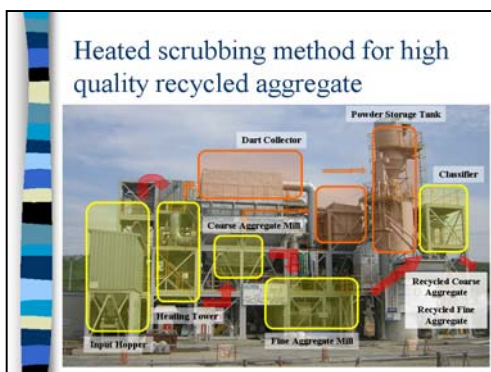 Heated scrubbing method for high
quality recycled aggregate
Powder Storage Tank
Dart Collector
Classifier
Coarse Aggregate Mill
Recycled Coarse
Aggregate
Heating Tower
Recycled Fine
Aggregate
Input Hopper
Fine Aggregate Mill